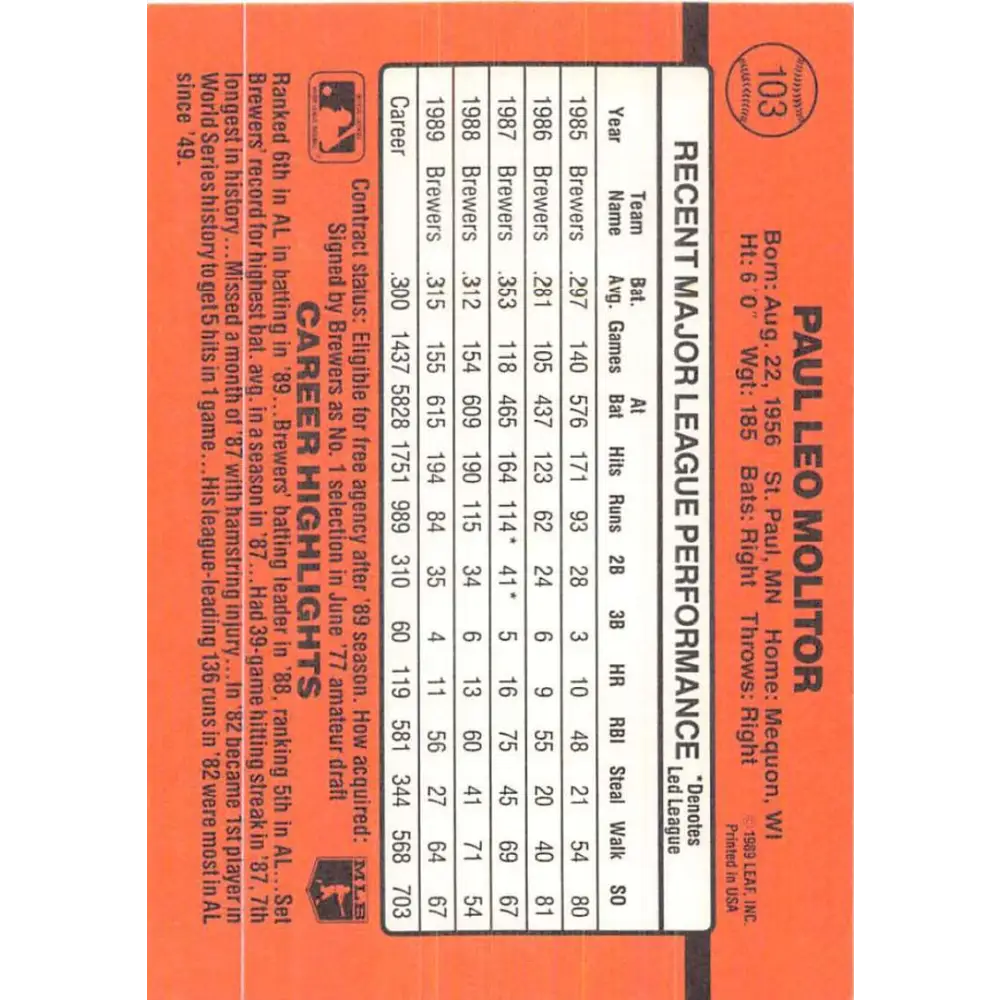 103
PAUL LEO MOLITOR
Born: Aug. 22, 1956 St. Paul, MN Home: Mequon, WI
Ht: 6'0" Wgt: 185 Bats: Right Throws: Right
© 1989 LEAF, INC.
Printed in USA
RECENT MAJOR LEAGUE PERFORMANCE *Denotes Led League
Year Team Name Bat. Avg. Games At Bat Hits Runs 2B 3B HR RBI Steal Walk SO
1985 Brewers .297 140 576 171 93 28 3 10 48 21 54 80
1986 Brewers .281 105 437 123 62 24 6 9 55 20 40 81
1987 Brewers .353 118 465 164 114* 41* 5 16 75 45 69 67
1988 Brewers .312 154 609 190 115 34 6 13 60 41 71 54
1989 Brewers .315 155 615 194 84 35 4 11 56 27 64 67
Career .300 1437 5828 1751 989 310 60 119 581 344 568 703
Contract status: Eligible for free agency after '89 season. How acquired:
Signed by Brewers as No. 1 selection in June '77 amateur draft
MLB
CAREER HIGHLIGHTS
Ranked 6th in AL in batting in '89...Brewers' batting leader in '88, ranking 5th in AL...Set
Brewers' record for highest bat. avg. in a season in '87...Had 39-game hitting streak in '87, 7th
longest in history...Missed a month of '87 with hamstring injury...In '82 became 1st player in
World Series history to get 5 hits in 1 game...His league-leading 136 runs in '82 were most in AL
since '49.